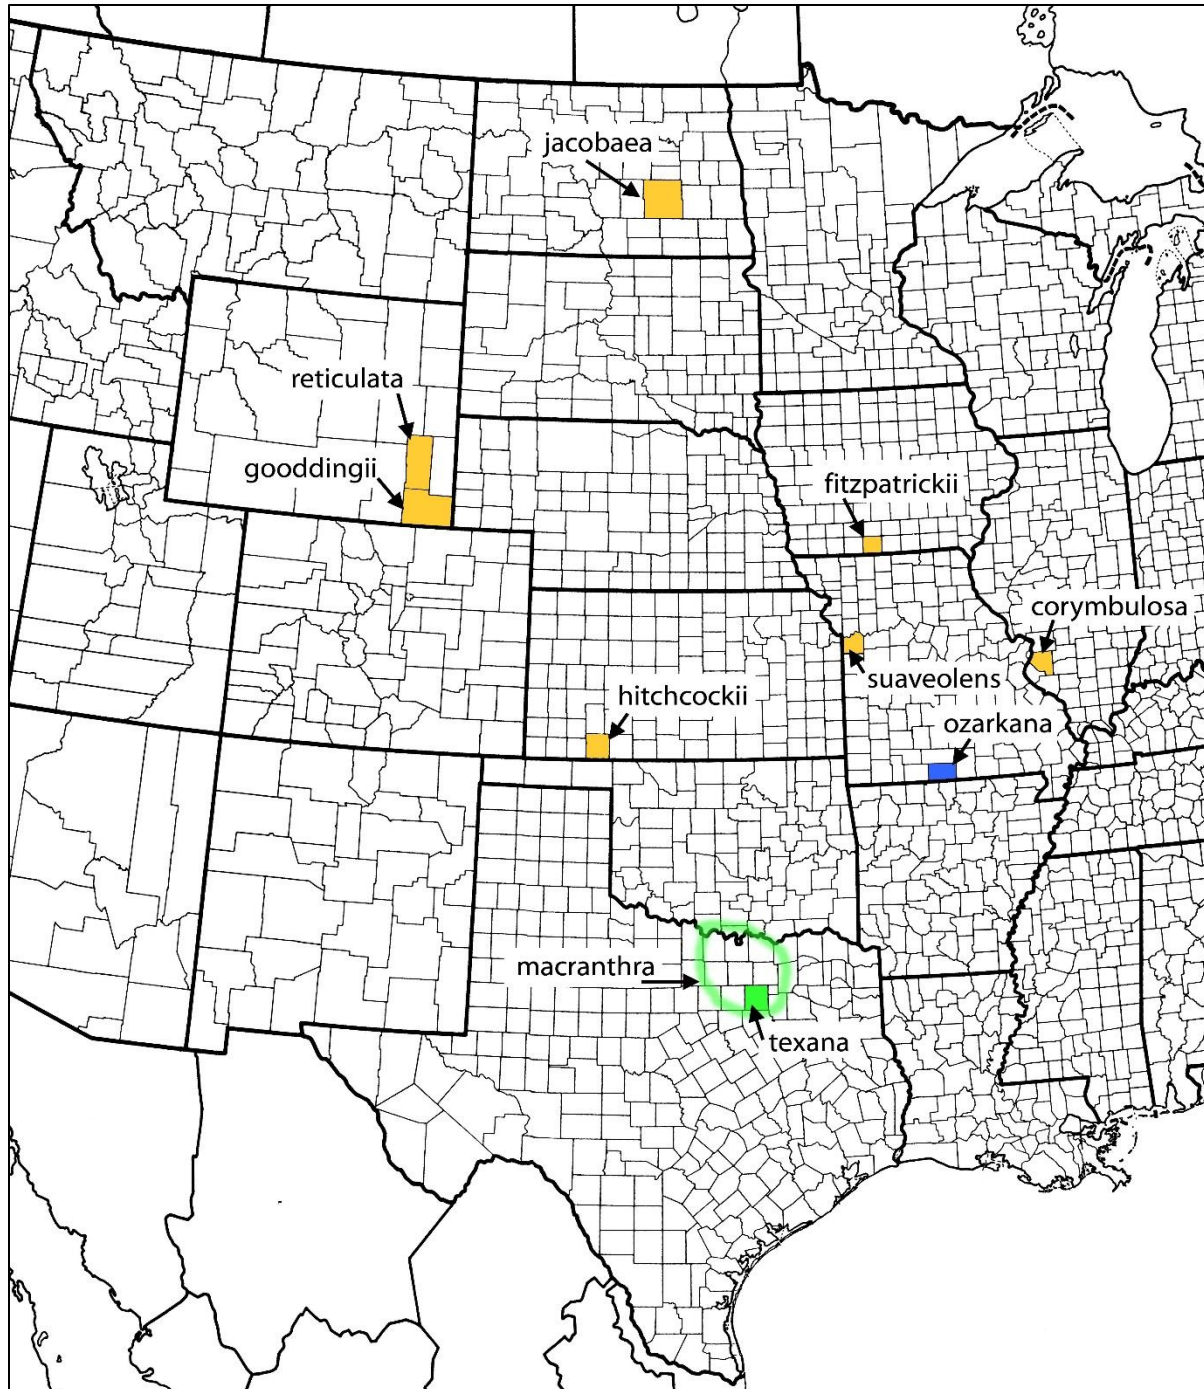 jacobaea
reticulata
gooddingii
fitzpatrickii
corymbulosa
suaveolens
hitchcockii
ozarkana
macranthra
texana